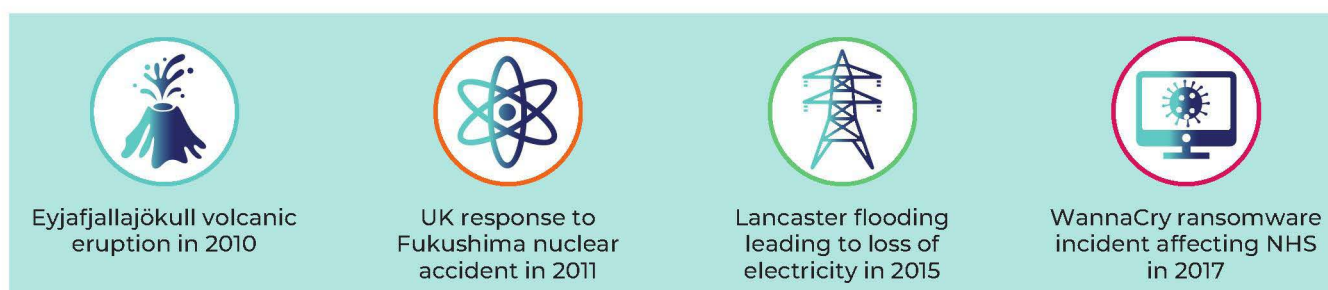 Eyjafjallajökull volcanic
eruption in 2010
UK response to
Fukushima nuclear
accident in 2011
Lancaster flooding
leading to loss of
electricity in 2015
WannaCry ransomware
incident affecting NHS
in 2017